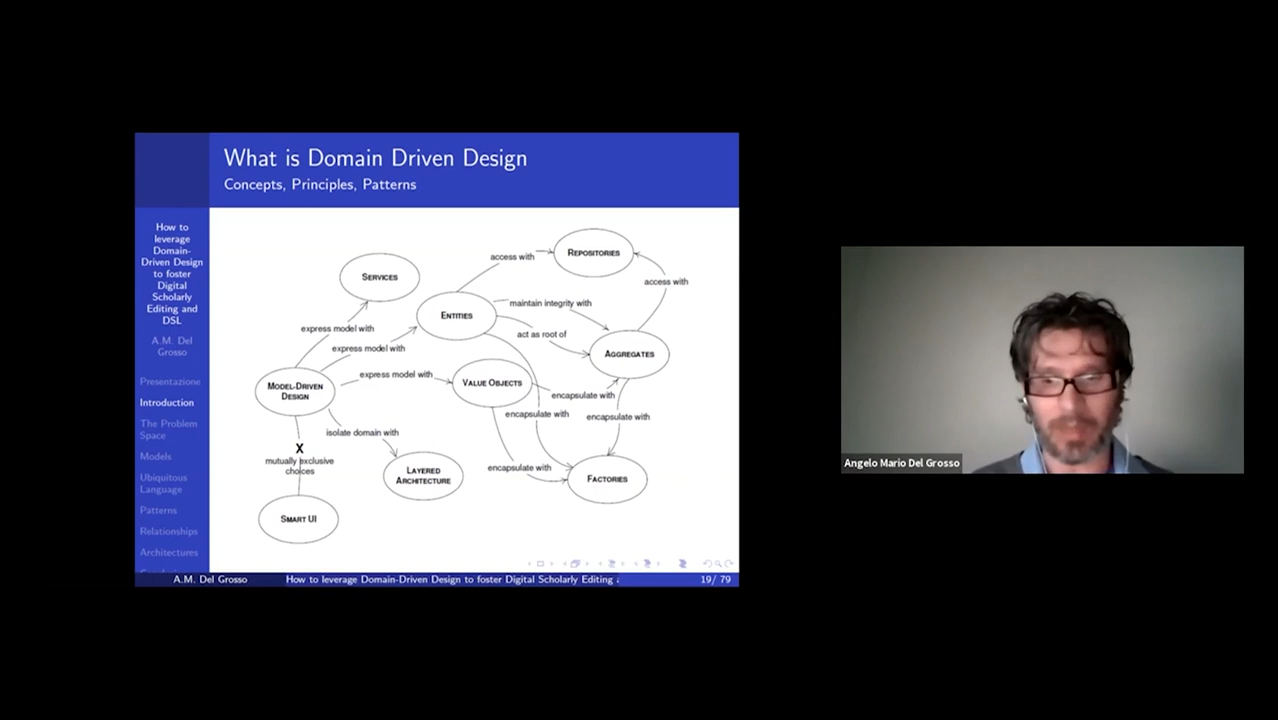 What is Domain Driven Design
Concepts, Principles, Patterns
How to
leverage
Domain-
Driven Design
to foster
Digital
Scholarly
Editing and
DSL
A.M. Del
Grosso
Presentazione
Introduction
The Problem
Space
Models
Ubiquitous
Language
Patterns
Relationships
Architectures
REPOSITORIES
access with
SERVICES
access with
ENTITIES
maintain integrity with
express model with
act as root of
express model with
AGGREGATES
express model with
VALUE OBJECTS
MODEL-DRIVEN
DESIGN
encapsulate with
encapsulate with
encapsulate with
isolate domain with
X
mutually exclusive
choices
encapsulate with
LAYERED
ARCHITECTURE
FACTORIES
SMART UI
A.M. Del Grosso
How to leverage Domain-Driven Design to foster Digital Scholarly Editing
19/ 79
Angelo Mario Del Grosso